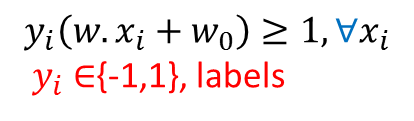 yᵢ(w. xᵢ + w₀) ≥ 1, ∀xᵢ
yᵢ ∈{-1,1}, labels